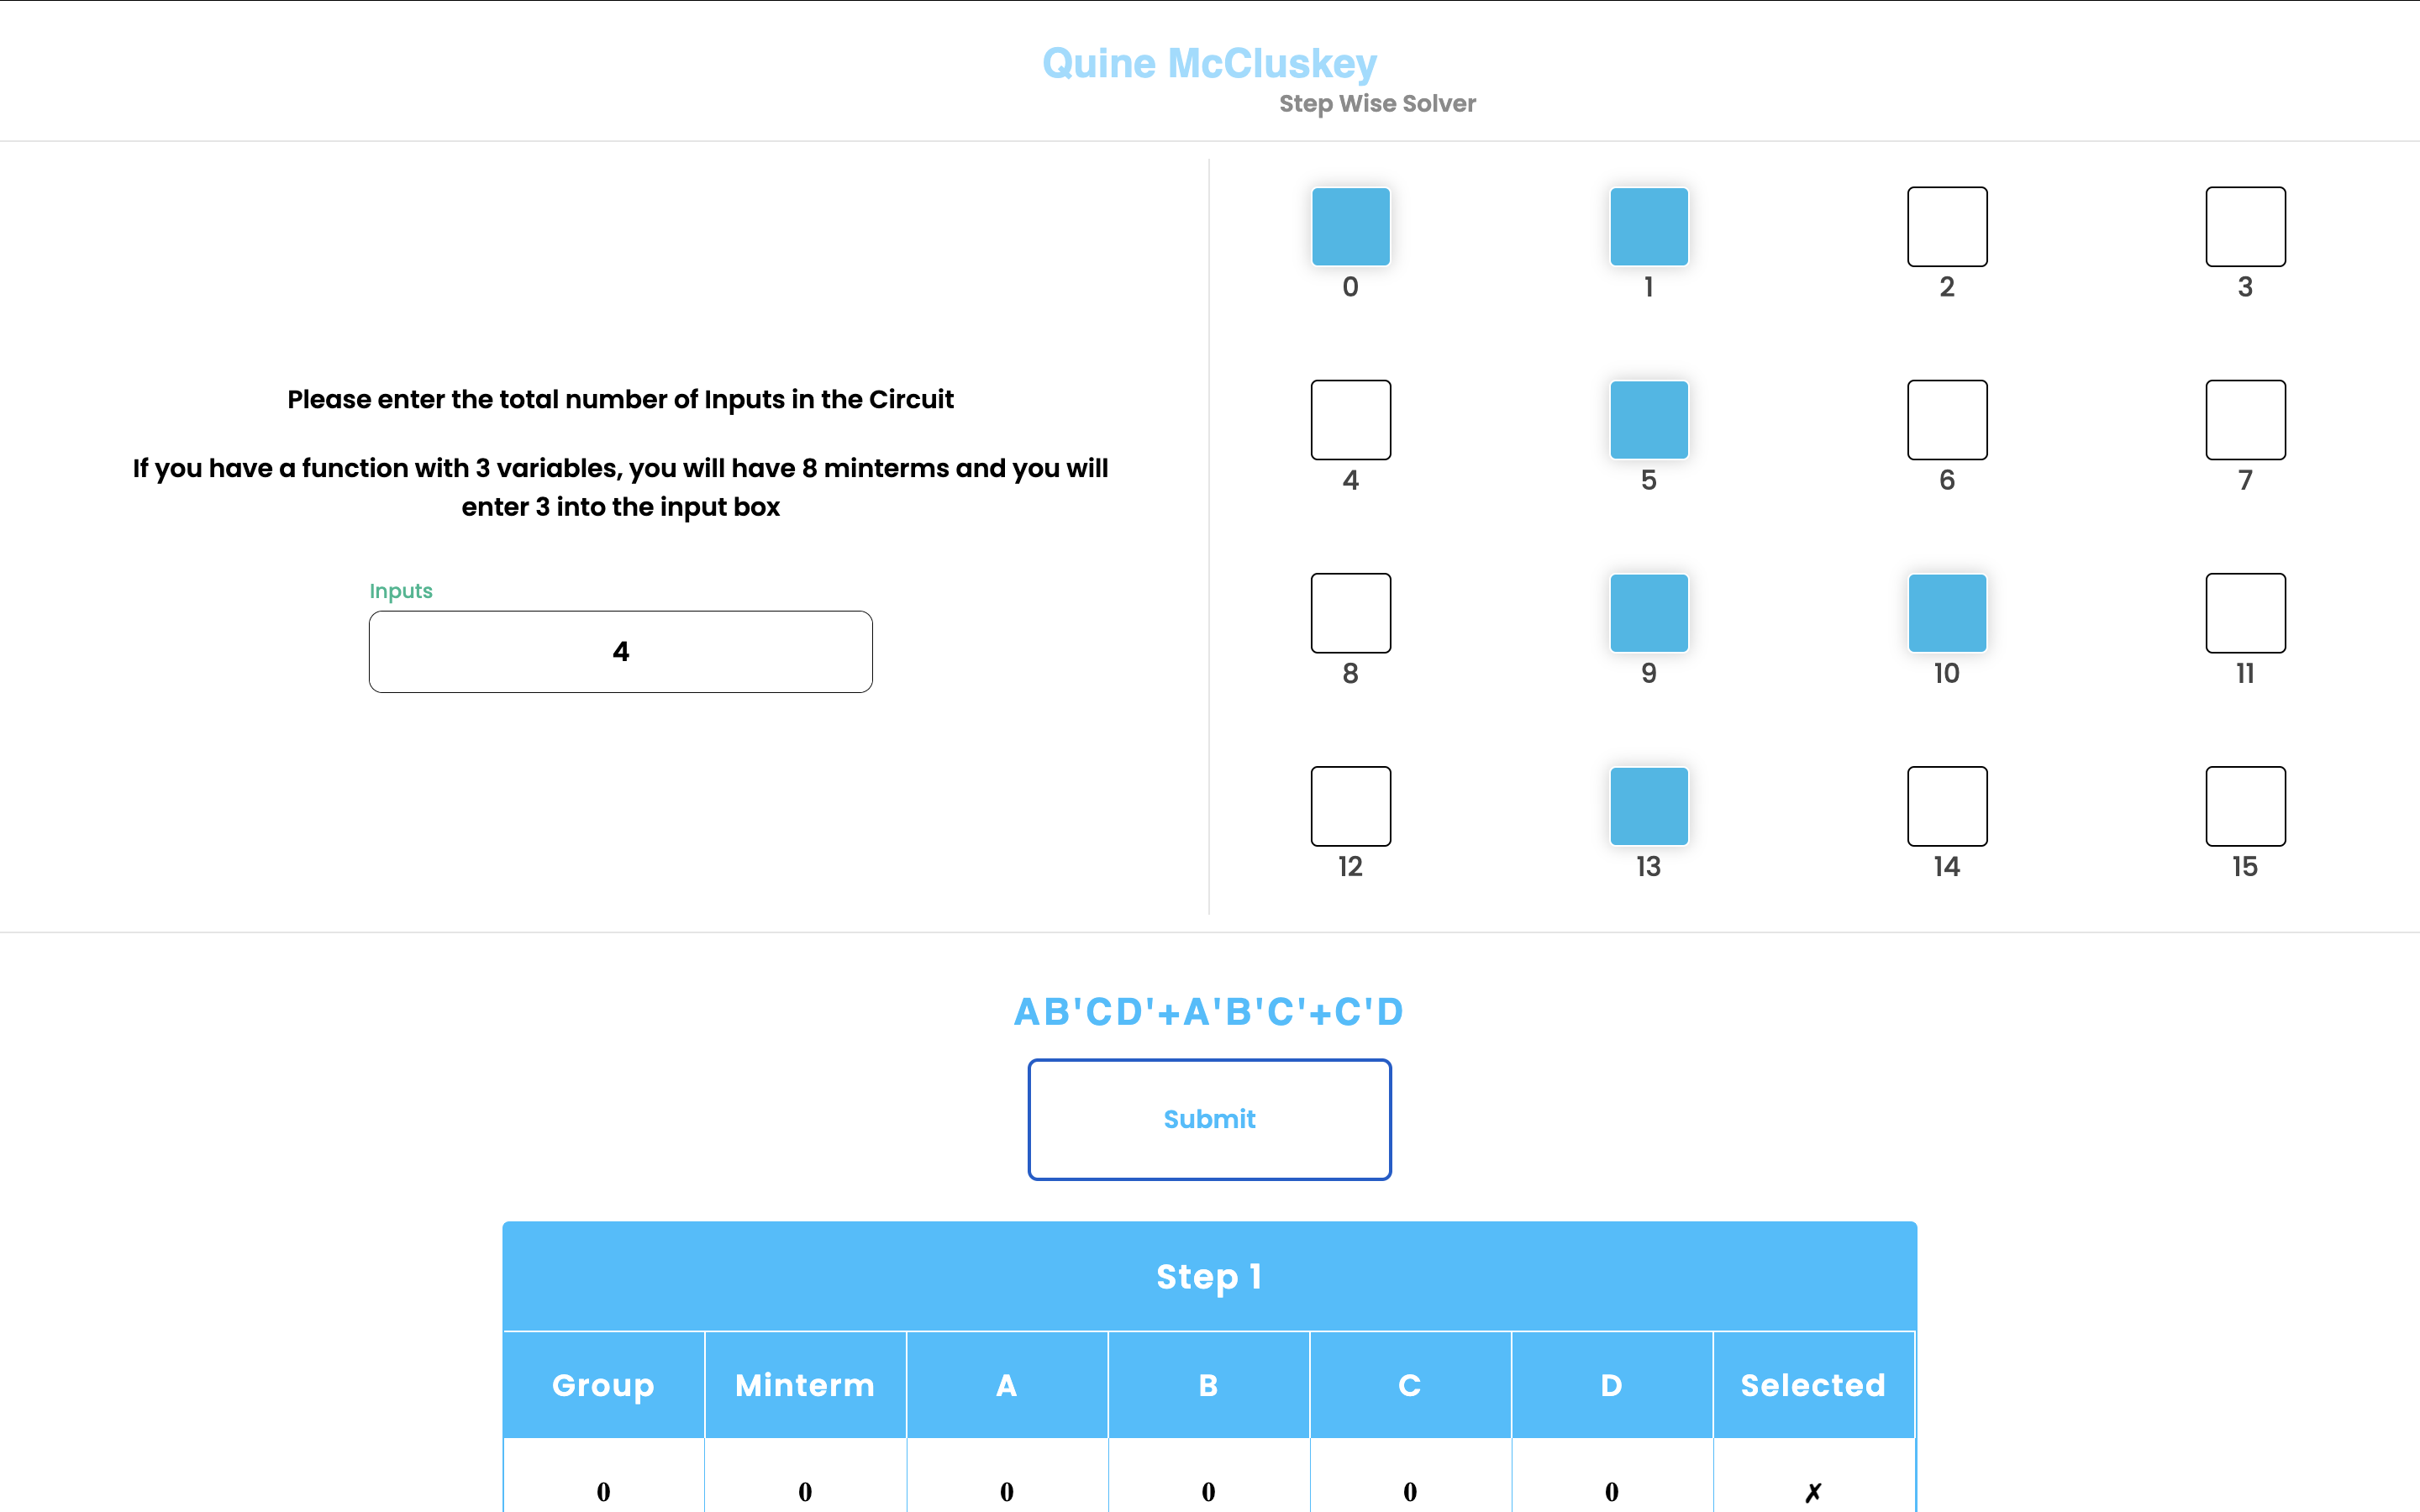 Quine McCluskey
Step Wise Solver
Please enter the total number of Inputs in the Circuit
If you have a function with 3 variables, you will have 8 minterms and you will
enter 3 into the input box
Inputs
4
0 1 2 3
4 5 6 7
8 9 10 11
12 13 14 15
AB'CD'+A'B'C'+C'D
Submit
Step 1
Group Minterm A B C D Selected
0 0 0 0 0 0 ✗